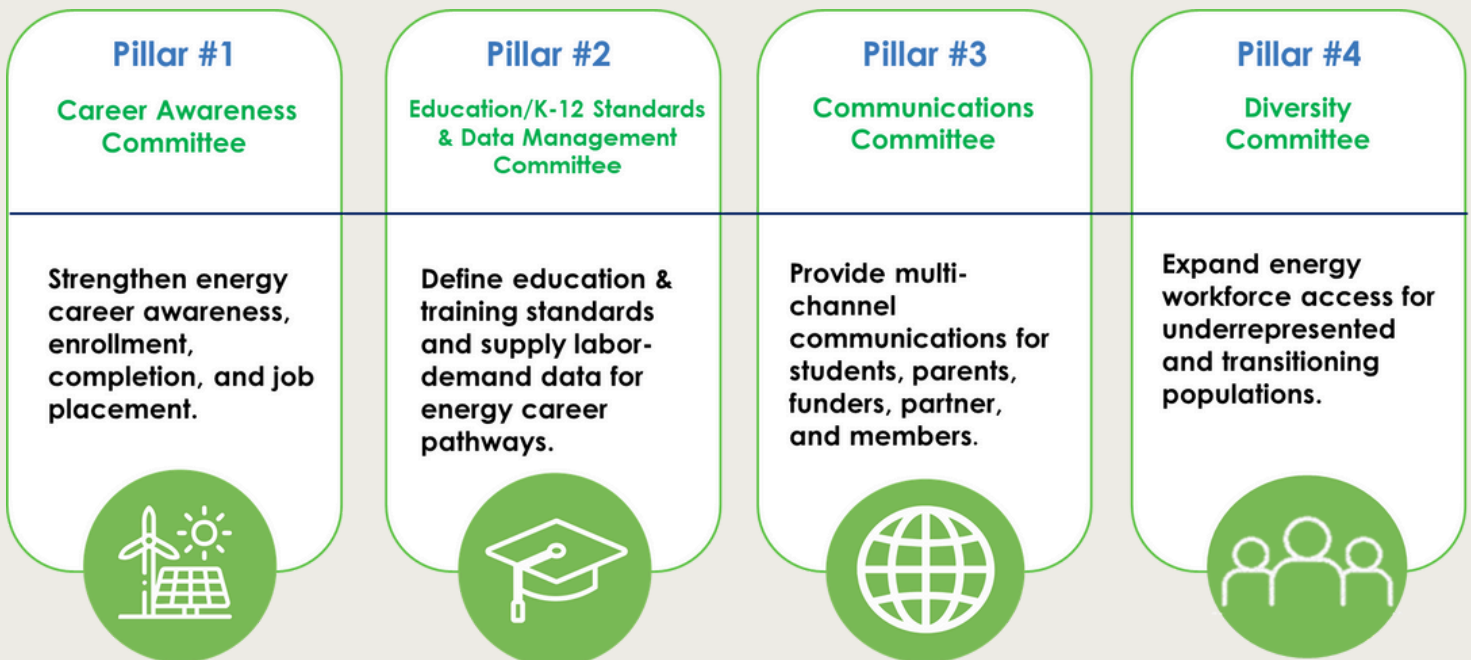 Pillar #1
Career Awareness
Committee
Strengthen energy
career awareness,
enrollment,
completion, and job
placement.
Pillar #2
Education/K-12 Standards
& Data Management
Committee
Define education &
training standards
and supply labor-
demand data for
energy career
pathways.
Pillar #3
Communications
Committee
Provide multi-
channel
communications for
students, parents,
funders, partner,
and members.
Pillar #4
Diversity
Committee
Expand energy
workforce access for
underrepresented
and transitioning
populations.